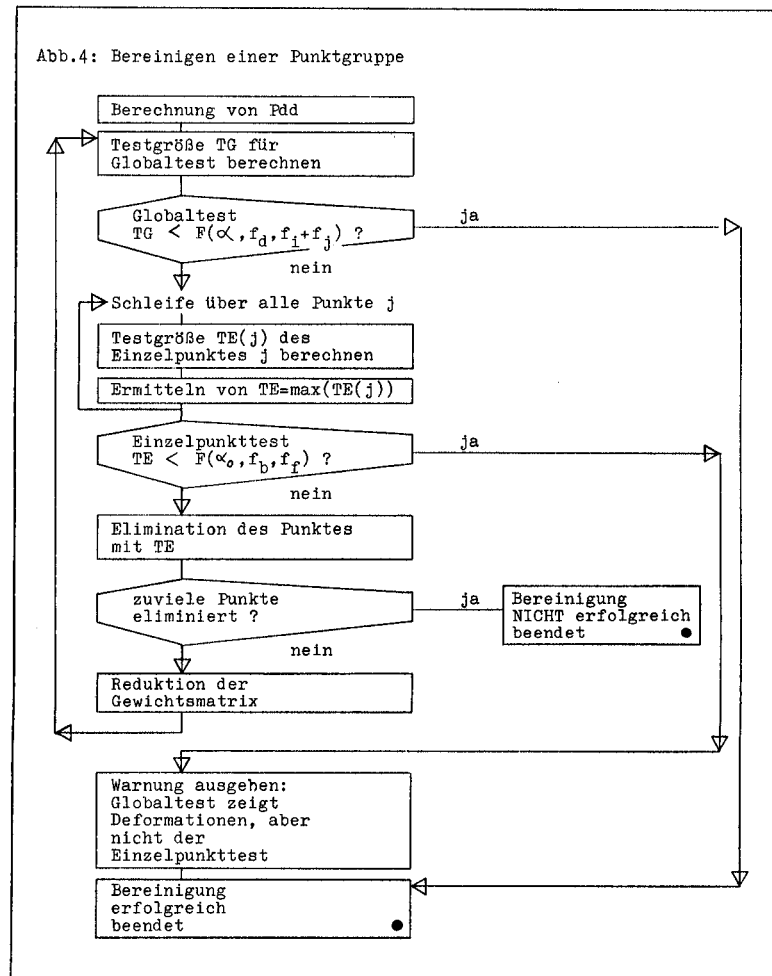 Abb.4: Bereinigen einer Punktgruppe
Berechnung von Pdd
Testgröße TG für
Globaltest berechnen
Globaltest
TG < F(α,f_d,f_i+f_j) ?
ja
nein
Schleife über alle Punkte j
Testgröße TE(j) des
Einzelpunktes j berechnen
Ermitteln von TE=max(TE(j))
Einzelpunkttest
TE < F(α₀,f_b,f_f) ?
ja
nein
Elimination des Punktes
mit TE
zuviele Punkte
eliminiert ?
ja
Bereinigung
NICHT erfolgreich
beendet
nein
Reduktion der
Gewichtsmatrix
Warnung ausgeben:
Globaltest zeigt
Deformationen, aber
nicht der
Einzelpunkttest
Bereinigung
erfolgreich
beendet